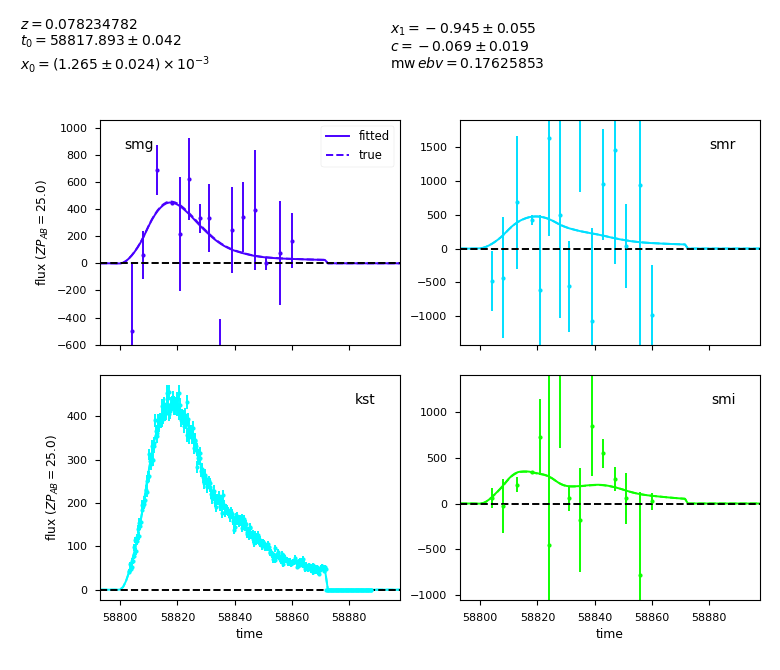 z = 0.078234782
t₀ = 58817.893 ± 0.042
x₀ = (1.265 ± 0.024) × 10⁻³
x₁ = −0.945 ± 0.055
c = −0.069 ± 0.019
mw ebv = 0.17625853
smg
fitted
true
1000
800
600
400
200
0
−200
−400
−600
flux (ZP_AB = 25.0)
smr
1500
1000
500
0
−500
−1000
kst
400
300
200
100
0
flux (ZP_AB = 25.0)
58800 58820 58840 58860 58880
time
smi
1000
500
0
−500
−1000
58800 58820 58840 58860 58880
time